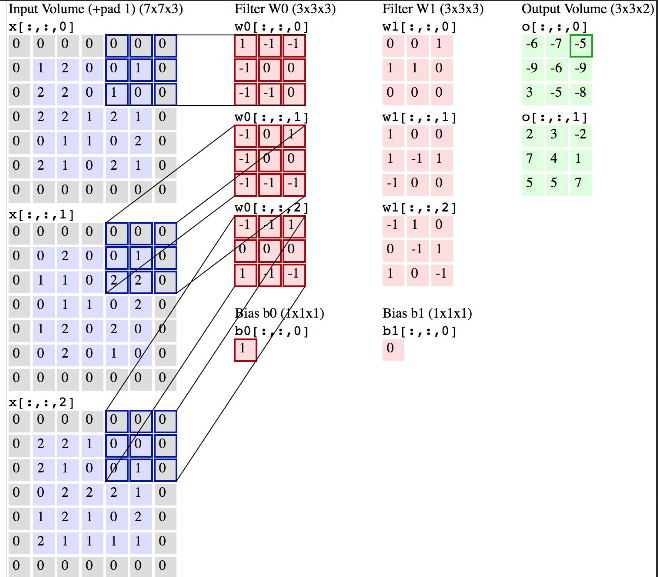 Input Volume (+pad 1) (7x7x3)
x[:,:,0]
0 0 0 0 0 0 0
0 1 2 0 0 1 0
0 2 2 0 1 0 0
0 2 2 1 2 1 0
0 0 1 1 0 2 0
0 2 1 0 2 1 0
0 0 0 0 0 0 0
x[:,:,1]
0 0 0 0 0 0 0
0 0 2 0 0 1 0
0 1 1 0 2 2 0
0 0 1 1 0 2 0
0 1 2 0 2 0 0
0 0 2 0 1 0 0
0 0 0 0 0 0 0
x[:,:,2]
0 0 0 0 0 0 0
0 2 2 1 0 0 0
0 2 1 0 0 1 0
0 0 2 2 2 1 0
0 1 2 1 0 2 0
0 2 1 1 1 1 0
0 0 0 0 0 0 0
Filter W0 (3x3x3)
w0[:,:,0]
1 -1 -1
-1 0 0
-1 -1 -1
w0[:,:,1]
-1 0 1
-1 0 0
-1 -1 -1
w0[:,:,2]
-1 -1 1
0 0 0
1 -1 -1
Bias b0 (1x1x1)
b0[:,:,0]
1
Filter W1 (3x3x3)
w1[:,:,0]
0 0 1
1 1 0
0 0 0
w1[:,:,1]
1 0 0
1 -1 1
-1 0 0
w1[:,:,2]
-1 1 0
0 -1 1
1 0 -1
Bias b1 (1x1x1)
b1[:,:,0]
0
Output Volume (3x3x2)
o[:,:,0]
-6 -7 -5
-9 -6 -9
3 -5 -8
o[:,:,1]
2 3 -2
7 4 1
5 5 7